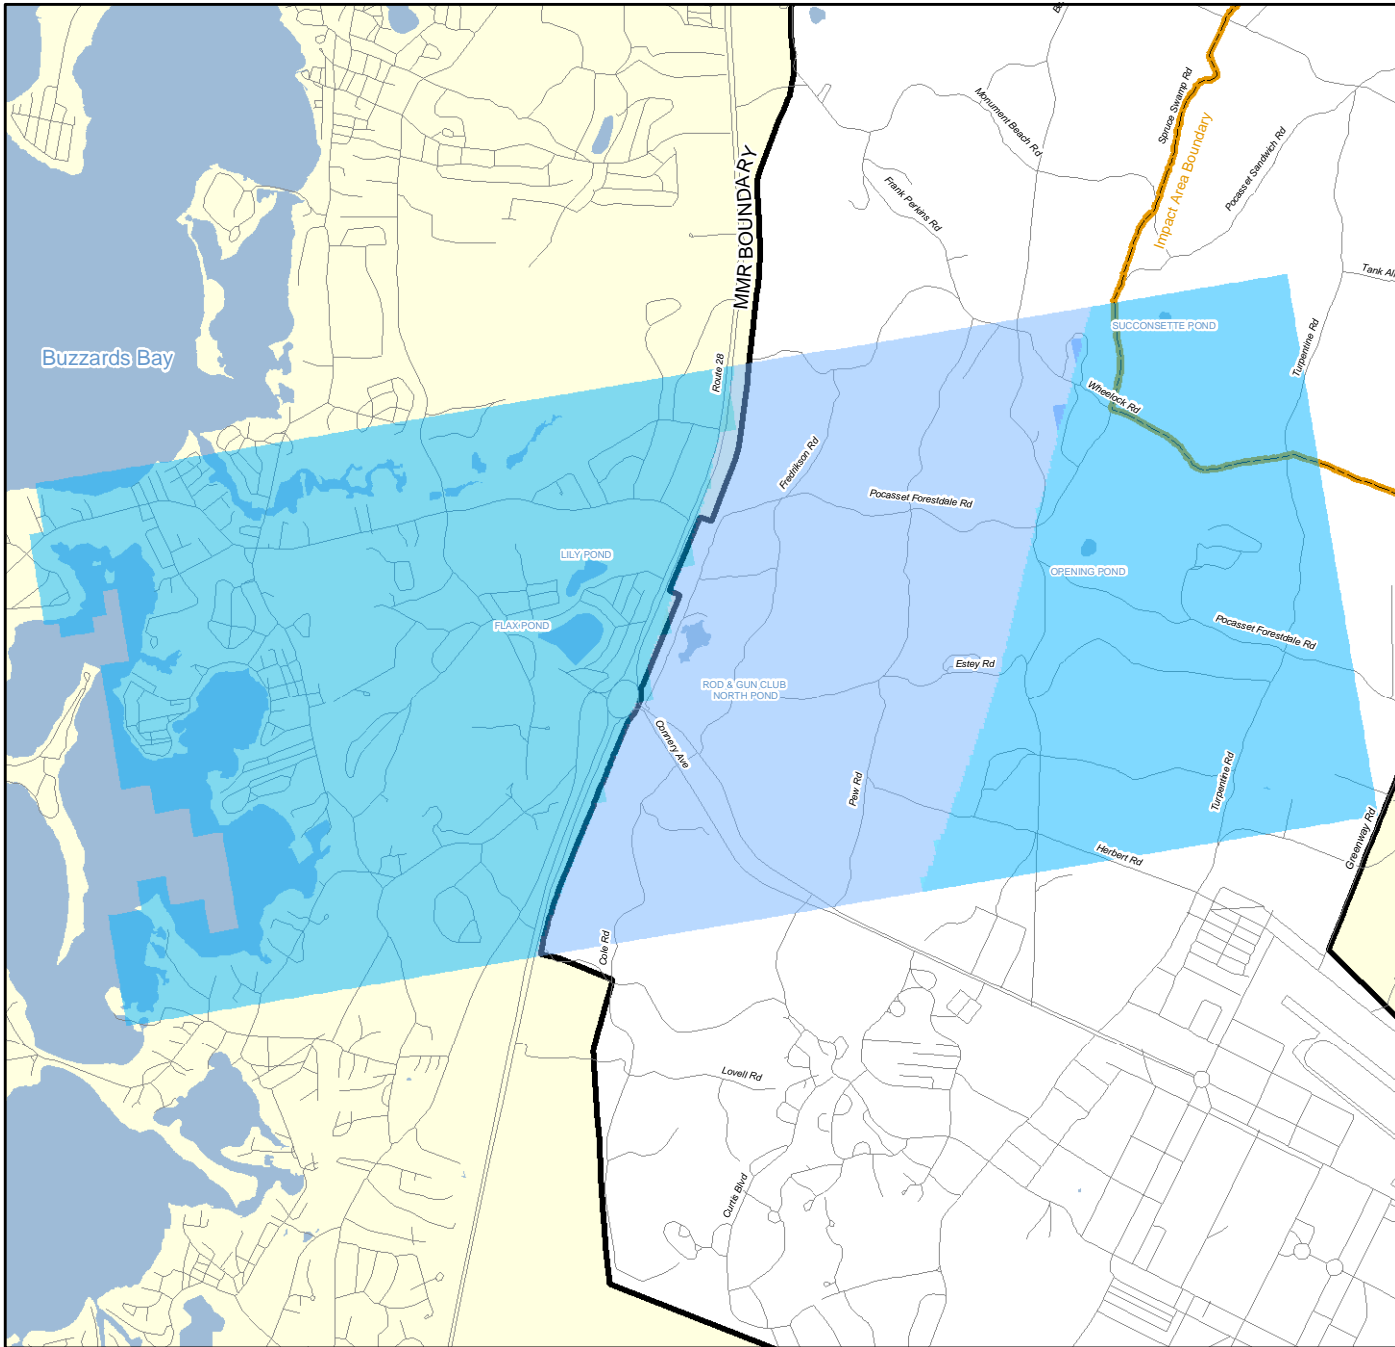 Monument Beach Rd
Spruce Swamp Rd
Impact Area Boundary
Pocasset Sandwich Rd
Frank Perkins Rd
MMR BOUNDARY
Buzzards Bay
SUCCONSETTE POND
Turpentine Rd
Route 28
Wheelock Rd
Fredrikson Rd
Pocasset Forestdale Rd
LILY POND
OPENING POND
FLAX POND
Pocasset Forestdale Rd
Estey Rd
ROD & GUN CLUB
NORTH POND
Connery Ave
Pew Rd
Turpentine Rd
Greenway Rd
Herbert Rd
Cole Rd
Lovell Rd
Curtis Blvd